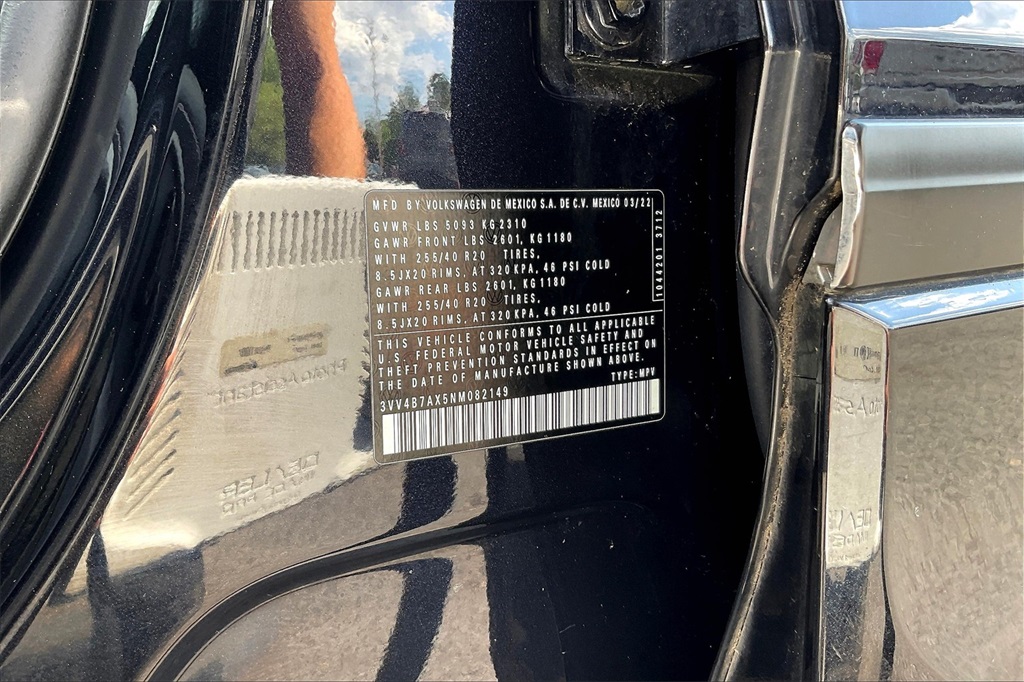 MFD BY VOLKSWAGEN DE MEXICO S.A. DE C.V. MEXICO 03/22
GVWR LBS 5093 KG 2310
GAWR FRONT LBS 2601, KG 1180
WITH 255/40 R20 TIRES,
8.5JX20 RIMS, AT 320 KPA, 46 PSI COLD
GAWR REAR LBS 2601, KG 1180
WITH 255/40 R20 TIRES,
8.5JX20 RIMS, AT 320 KPA, 46 PSI COLD
1044201 3712
THIS VEHICLE CONFORMS TO ALL APPLICABLE
U.S. FEDERAL MOTOR VEHICLE SAFETY AND
THEFT PREVENTION STANDARDS IN EFFECT ON
THE DATE OF MANUFACTURE SHOWN ABOVE.
3VV4B7AX5NM082149 TYPE: MPV